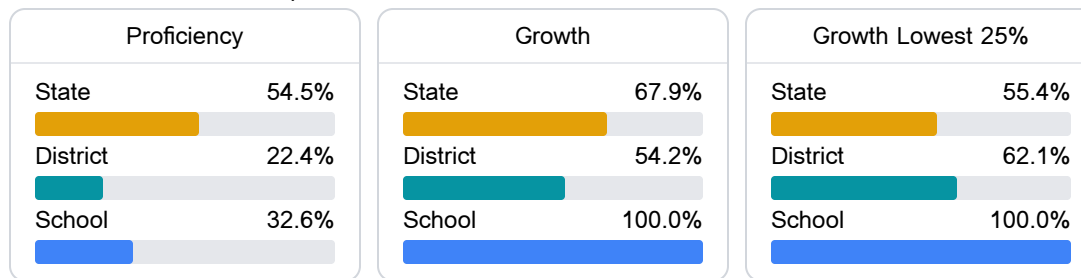 Proficiency
State 54.5%
District 22.4%
School 32.6%
Growth
State 67.9%
District 54.2%
School 100.0%
Growth Lowest 25%
State 55.4%
District 62.1%
School 100.0%